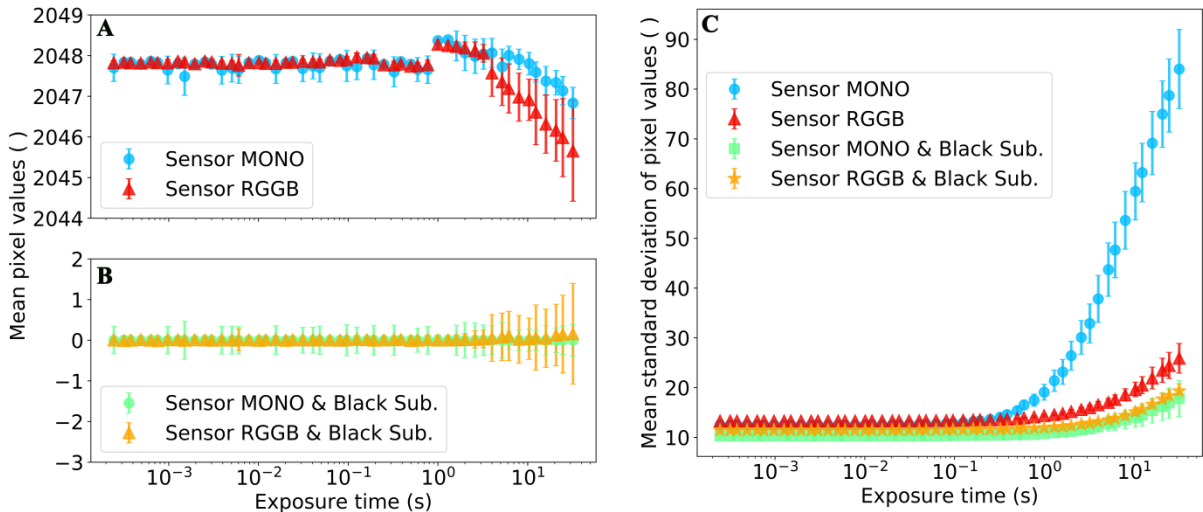 A
2049
2048
2047
2046
2045
2044
Sensor MONO
Sensor RGGB
Mean pixel values ( )
B
2
1
0
−1
−2
−3
Sensor MONO & Black Sub.
Sensor RGGB & Black Sub.
10⁻³ 10⁻² 10⁻¹ 10⁰ 10¹
Exposure time (s)
C
Mean standard deviation of pixel values ( )
90
80
70
60
50
40
30
20
10
Sensor MONO
Sensor RGGB
Sensor MONO & Black Sub.
Sensor RGGB & Black Sub.
10⁻³ 10⁻² 10⁻¹ 10⁰ 10¹
Exposure time (s)